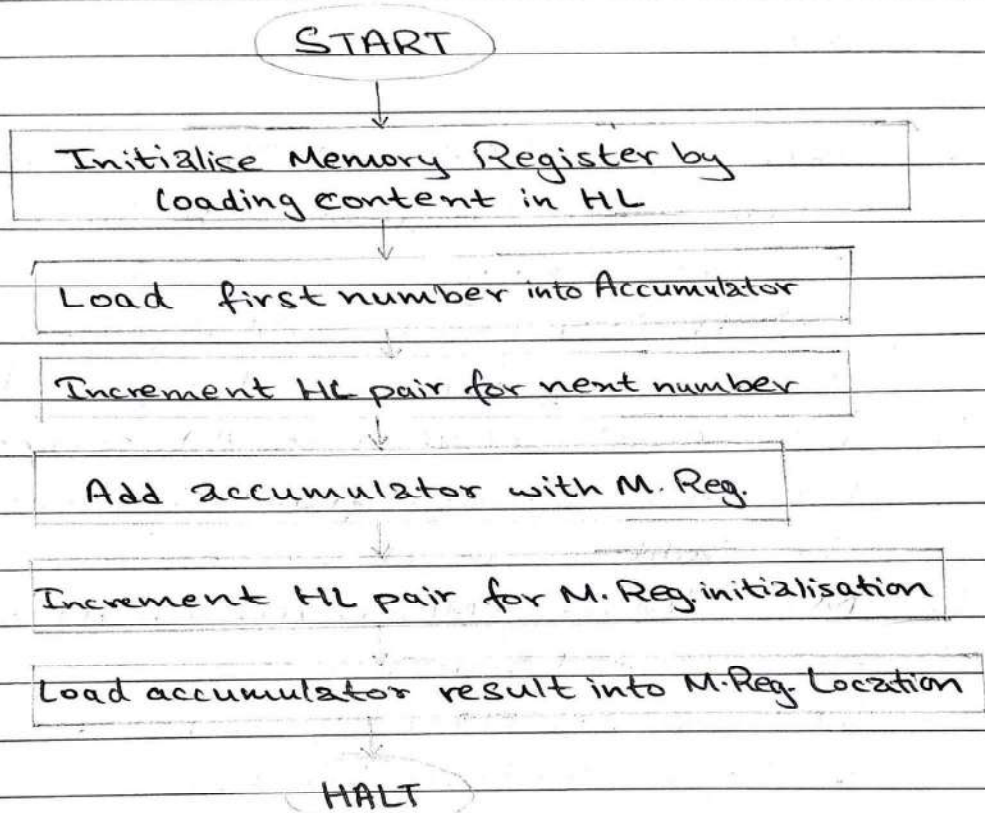 START
Initialise Memory Register by
loading content in HL
Load first number into Accumulator
Increment HL pair for next number
Add accumulator with M. Reg.
Increment HL pair for M. Reg. initialisation
Load accumulator result into M. Reg. Location
HALT